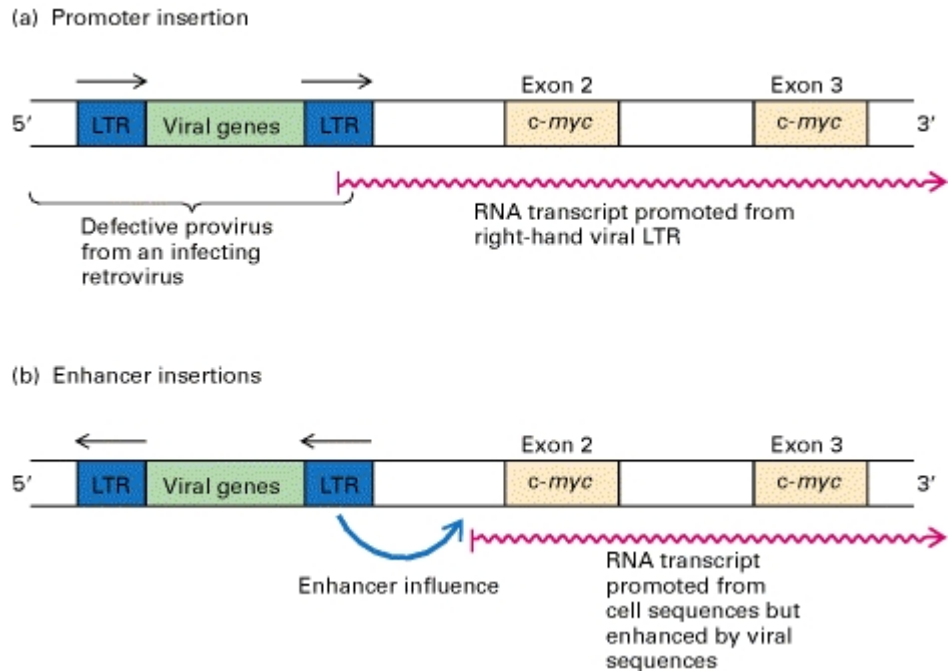 (a) Promoter insertion
Exon 2
Exon 3
5′
LTR
Viral genes
LTR
c-myc
c-myc
3′
Defective provirus
from an infecting
retrovirus
RNA transcript promoted from
right-hand viral LTR
(b) Enhancer insertions
Exon 2
Exon 3
5′
LTR
Viral genes
LTR
c-myc
c-myc
3′
Enhancer influence
RNA transcript
promoted from
cell sequences but
enhanced by viral
sequences